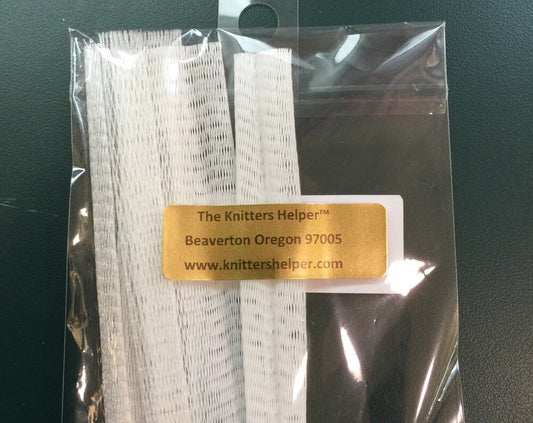 The Knitters Helper™
Beaverton Oregon 97005
www.knittershelper.com